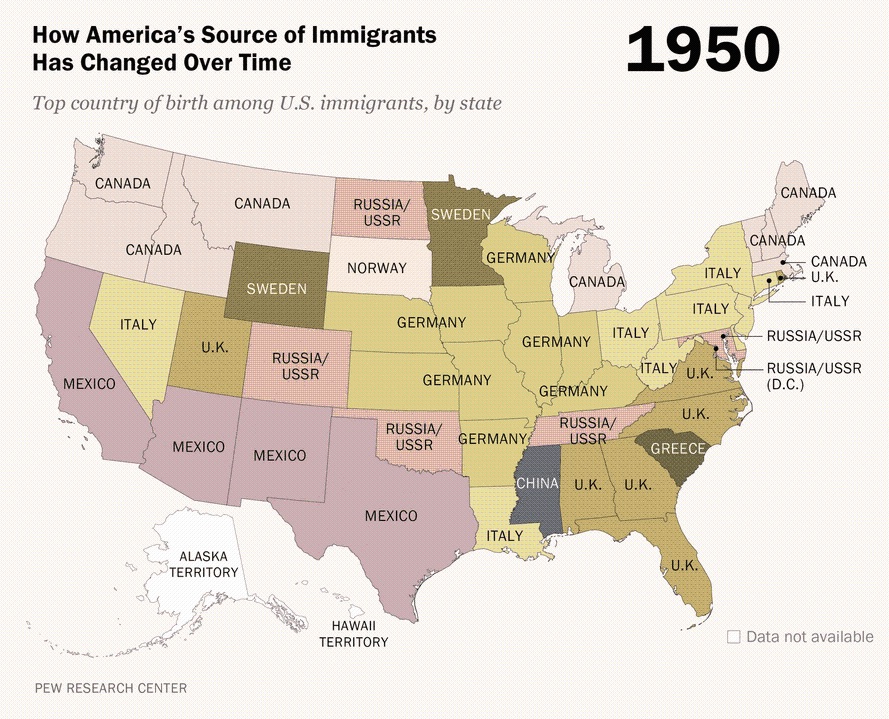 How America's Source of Immigrants
Has Changed Over Time
1950
Top country of birth among U.S. immigrants, by state
CANADA
CANADA
CANADA
RUSSIA/
USSR
SWEDEN
CANADA
CANADA
CANADA
U.K.
ITALY
NORWAY
GERMANY
CANADA
ITALY
SWEDEN
ITALY
U.K.
GERMANY
GERMANY
ITALY
ITALY
RUSSIA/USSR
RUSSIA/USSR
(D.C.)
RUSSIA/
USSR
GERMANY
GERMANY
ITALY
U.K.
MEXICO
U.K.
MEXICO
MEXICO
RUSSIA/
USSR
GERMANY
RUSSIA/
USSR
GREECE
CHINA
U.K.
U.K.
MEXICO
ITALY
U.K.
ALASKA
TERRITORY
HAWAII
TERRITORY
Data not available
PEW RESEARCH CENTER